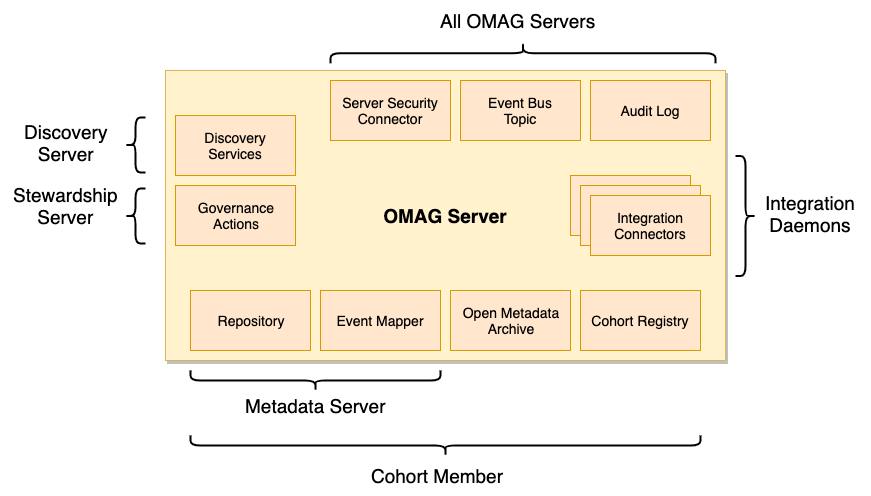 All OMAG Servers
Server Security
Connector
Event Bus
Topic
Audit Log
Discovery
Server
Discovery
Services
Stewardship
Server
Governance
Actions
OMAG Server
Integration
Connectors
Integration
Daemons
Repository
Event Mapper
Open Metadata
Archive
Cohort Registry
Metadata Server
Cohort Member